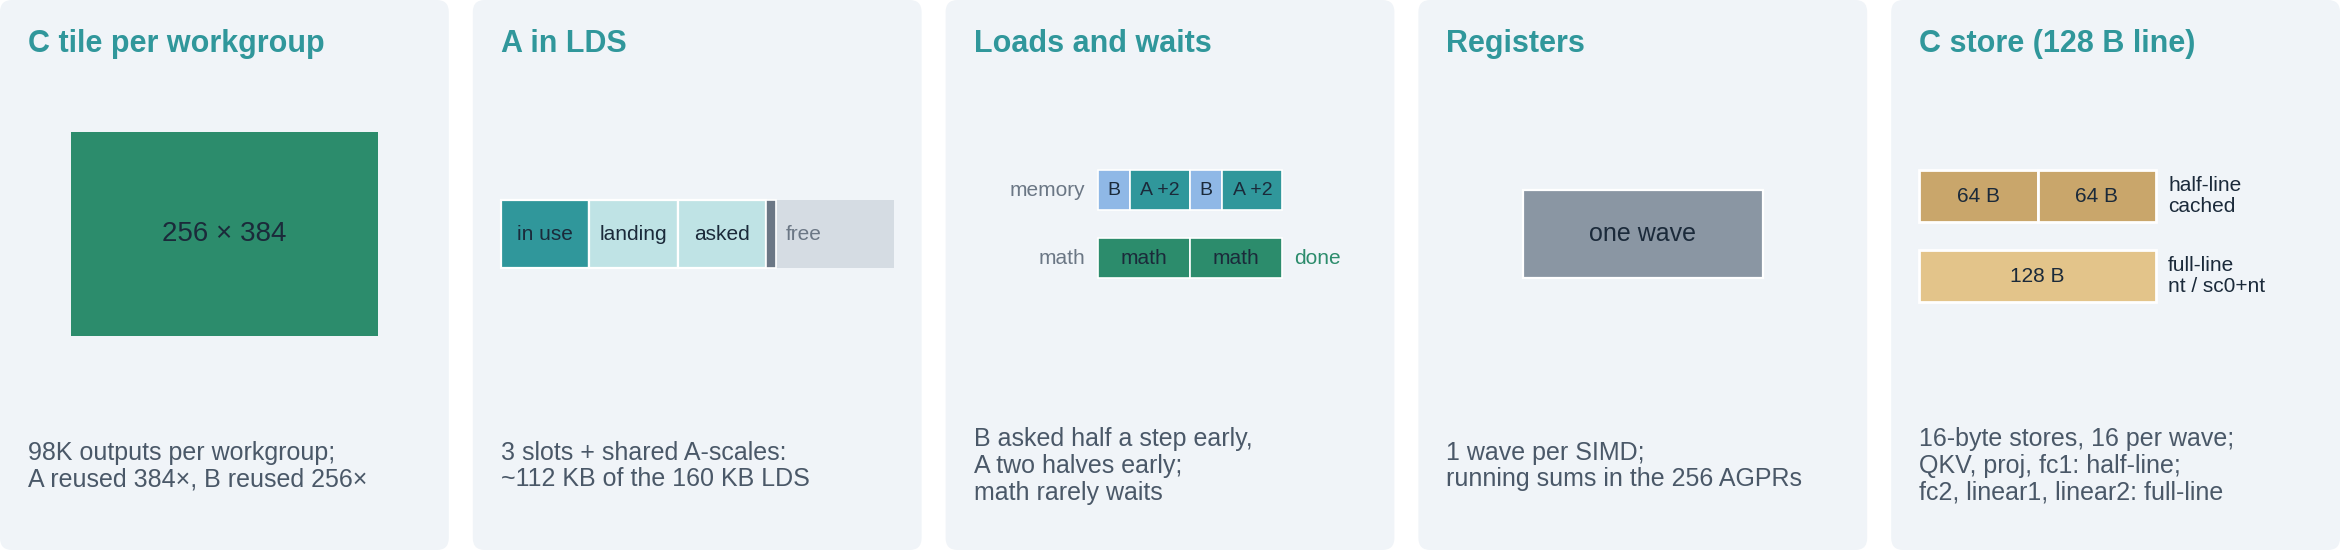 C tile per workgroup
256 × 384
98K outputs per workgroup;
A reused 384×, B reused 256×
A in LDS
in use landing asked free
3 slots + shared A-scales:
~112 KB of the 160 KB LDS
Loads and waits
memory B A +2 B A +2
math math math done
B asked half a step early,
A two halves early;
math rarely waits
Registers
one wave
1 wave per SIMD;
running sums in the 256 AGPRs
C store (128 B line)
64 B 64 B
half-line
cached
128 B
full-line
nt / sc0+nt
16-byte stores, 16 per wave;
QKV, proj, fc1: half-line;
fc2, linear1, linear2: full-line